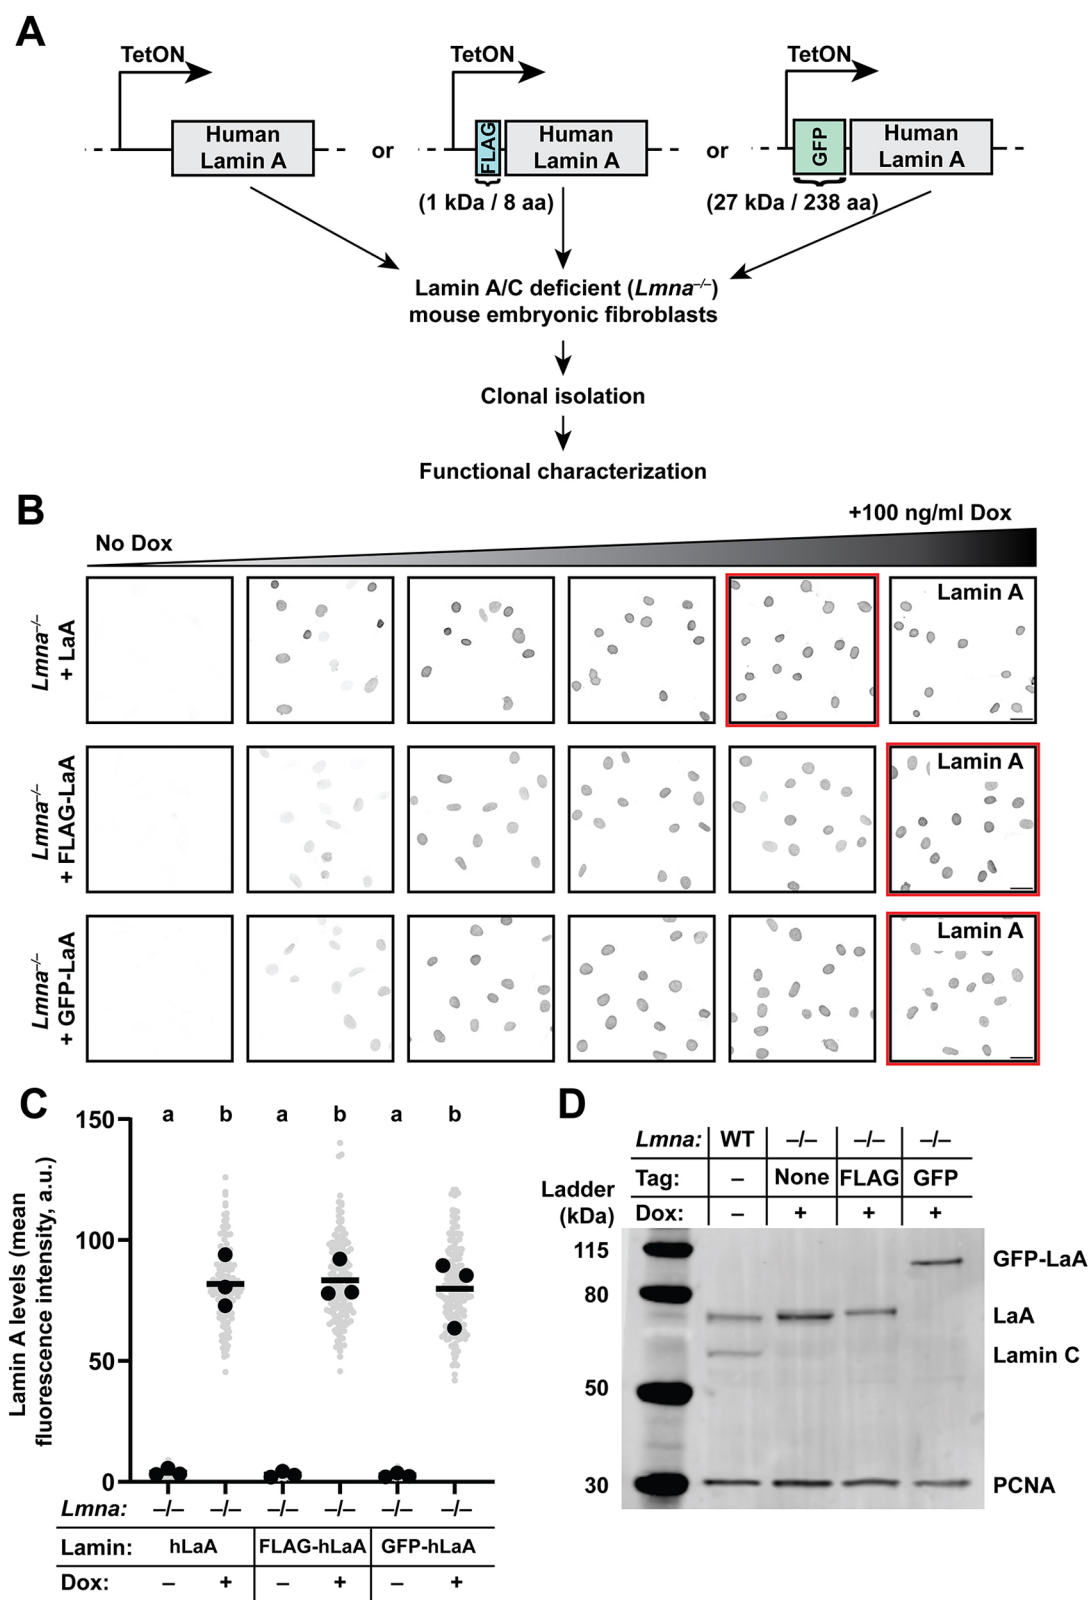 A
TetON
TetON
TetON
Human
Lamin A
or
FLAG
Human
Lamin A
or
GFP
Human
Lamin A
(1 kDa / 8 aa)
(27 kDa / 238 aa)
Lamin A/C deficient (Lmna–/–)
mouse embryonic fibroblasts
Clonal isolation
Functional characterization
B
No Dox
+100 ng/ml Dox
Lmna–/–
+ LaA
Lamin A
Lmna–/–
+ FLAG-LaA
Lamin A
Lmna–/–
+ GFP-LaA
Lamin A
C
Lamin A levels (mean
fluorescence intensity, a.u.)
150
100
50
0
a b a b a b
Lmna: –/– –/– –/– –/– –/– –/–
Lamin: hLaA FLAG-hLaA GFP-hLaA
Dox: – + – + – +
D
Lmna: WT –/– –/– –/–
Tag: – None FLAG GFP
Dox: – + + +
Ladder
(kDa)
115
80
50
30
GFP-LaA
LaA
Lamin C
PCNA